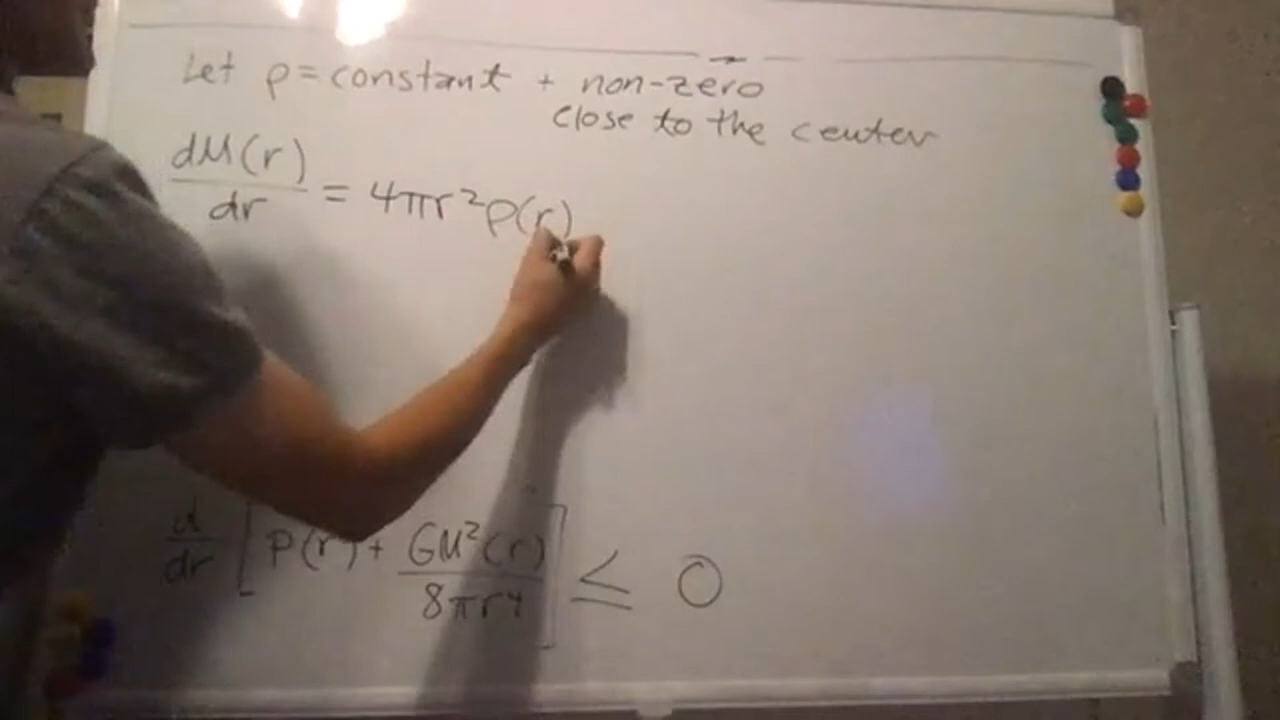 Let ρ = constant + non-zero
close to the center
dM(r)/dr = 4πr²ρ(r)
d/dr [P(r) + GM²(r)/8πr⁴] ≤ 0